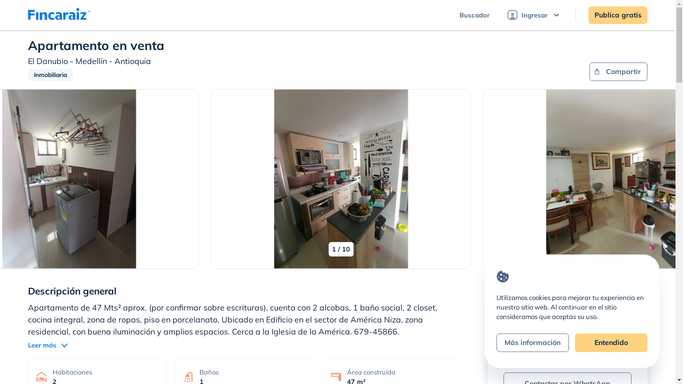 Fincaraiz
Buscador
Ingresar
Publica gratis
Apartamento en venta
El Danubio - Medellín - Antioquia
Inmobiliaria
Compartir
1 / 10
Descripción general
Apartamento de 47 Mts² aprox. (por confirmar sobre escrituras), cuenta con 2 alcobas, 1 baño social, 2 closet,
cocina integral, zona de ropas, piso en porcelanato. Ubicado en Edificio en el sector de América Niza, zona
residencial, con buena iluminación y amplios espacios. Cerca a la Iglesia de la América. 679-45866.
Leer más
Habitaciones
2
Baños
1
Área construida
47 m²
Utilizamos cookies para mejorar tu experiencia en
nuestro sitio web. Al continuar en el sitio
consideramos que aceptas su uso.
Más información
Entendido
Contactar por WhatsApp